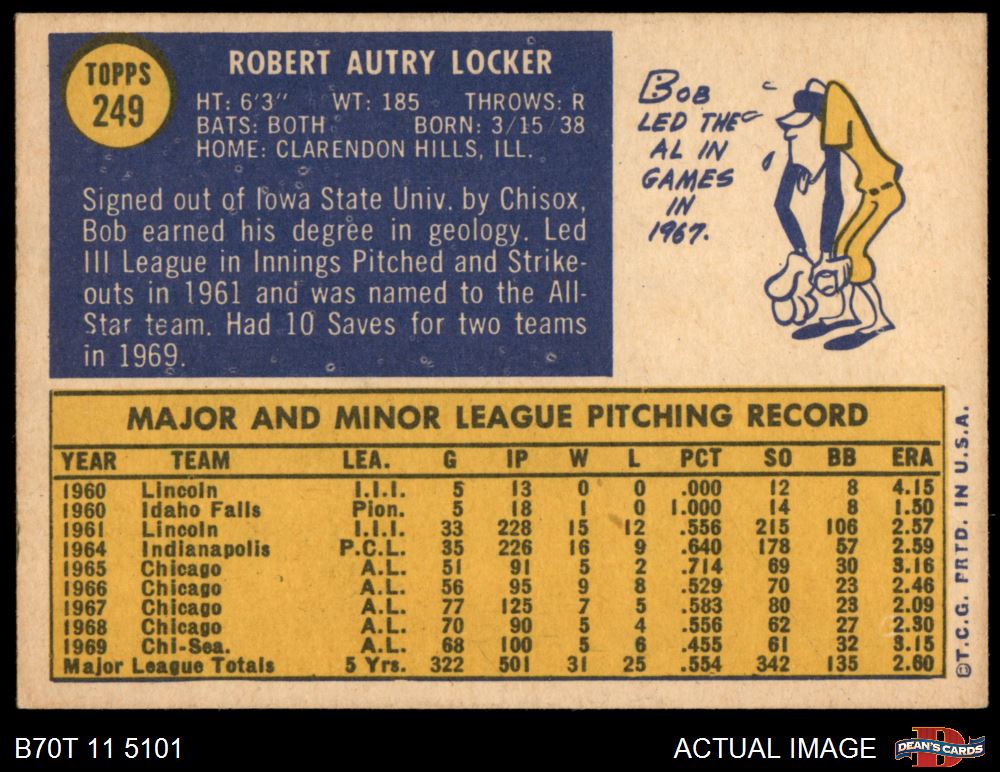 TOPPS
249
ROBERT AUTRY LOCKER
HT: 6'3" WT: 185 THROWS: R
BATS: BOTH BORN: 3/15/38
HOME: CLARENDON HILLS, ILL.
Signed out of Iowa State Univ. by Chisox,
Bob earned his degree in geology. Led
III League in Innings Pitched and Strike-
outs in 1961 and was named to the All-
Star team. Had 10 Saves for two teams
in 1969.
BOB
LED THE
AL IN
GAMES
IN
1967.
MAJOR AND MINOR LEAGUE PITCHING RECORD
YEAR TEAM LEA. G IP W L PCT SO BB ERA
1960 Lincoln I.I.I. 5 13 0 0 .000 12 8 4.15
1960 Idaho Falls Pion. 5 18 1 0 1.000 14 8 1.50
1961 Lincoln I.I.I. 33 228 15 12 .556 215 106 2.57
1964 Indianapolis P.C.L. 35 226 16 9 .640 178 57 2.59
1965 Chicago A.L. 51 91 5 2 .714 69 30 3.16
1966 Chicago A.L. 56 95 9 8 .529 70 23 2.46
1967 Chicago A.L. 77 125 7 5 .583 80 23 2.09
1968 Chicago A.L. 70 90 5 4 .556 62 27 2.30
1969 Chi-Sea. A.L. 68 100 5 6 .455 61 32 3.15
Major League Totals 5 Yrs. 322 501 31 25 .554 342 135 2.60
©T.C.G. PRTD. IN U.S.A.
B70T 11 5101
ACTUAL IMAGE
D
DEAN'S CARDS